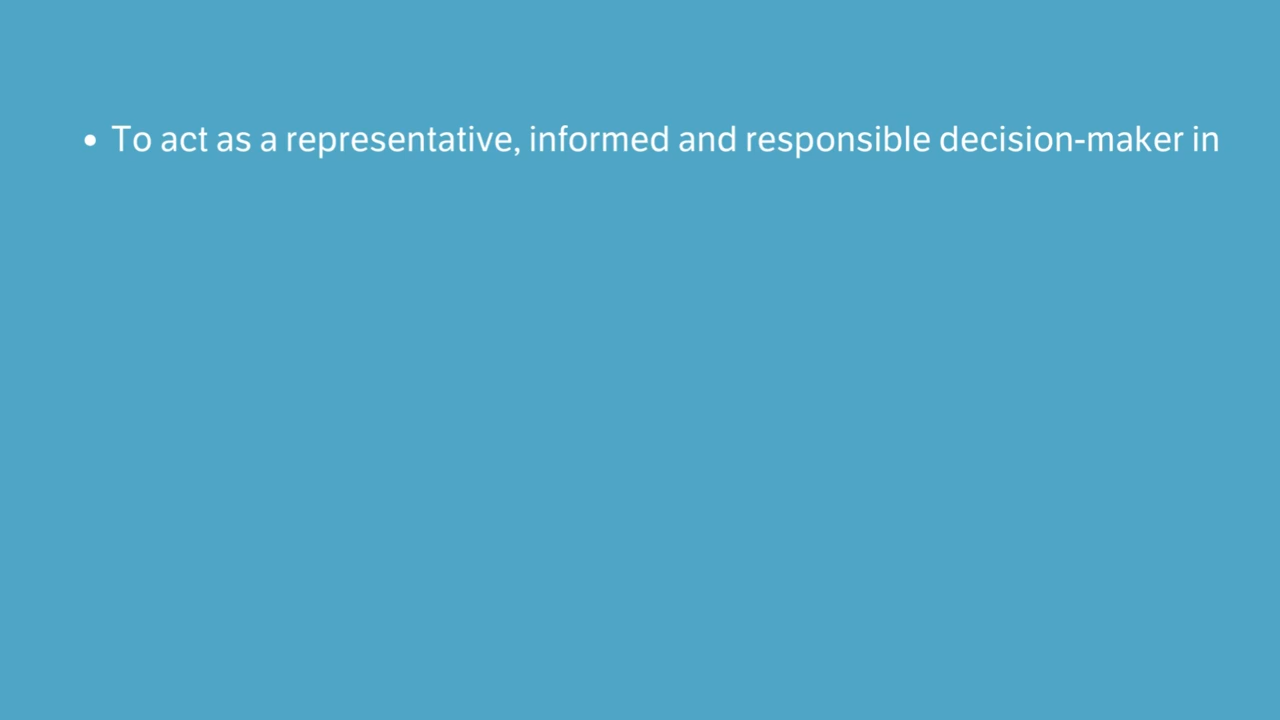 • To act as a representative, informed and responsible decision-maker in